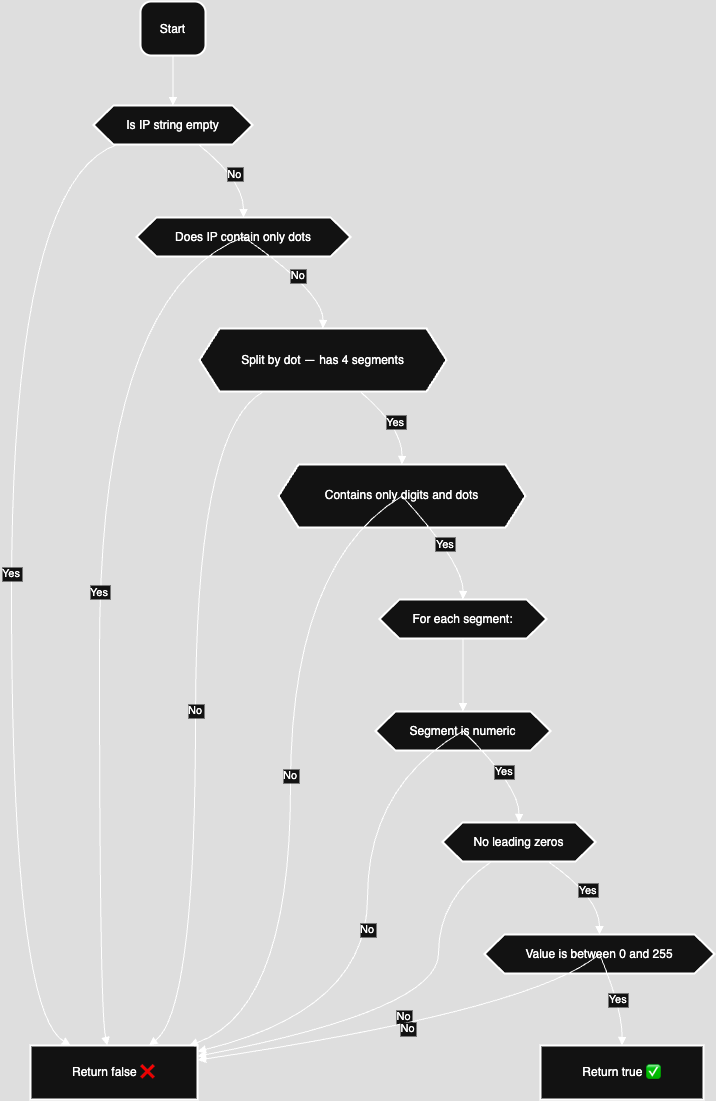 Start
Is IP string empty
No
Does IP contain only dots
No
Split by dot — has 4 segments
Yes
Contains only digits and dots
Yes
Yes
Yes
For each segment:
No
Segment is numeric
Yes
No
No leading zeros
Yes
No
Value is between 0 and 255
Yes
No
No
Return false ❌
Return true ✅